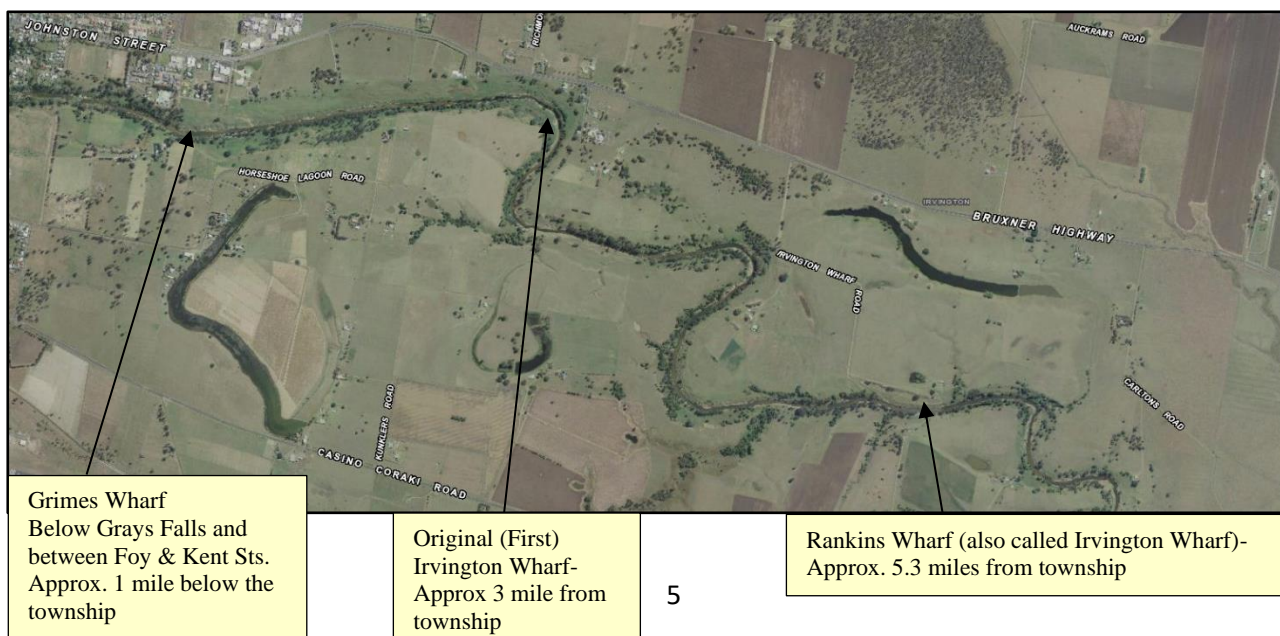 JOHNSTON STREET
RICHMO
AUCKRAMS ROAD
HORSESHOE LAGOON ROAD
IRVINGTON
BRUXNER HIGHWAY
IRVINGTON WHARF ROAD
KUNKLERS ROAD
CARLTONS ROAD
CASINO CORAKI ROAD
Grimes Wharf
Below Grays Falls and
between Foy & Kent Sts.
Approx. 1 mile below the
township
Original (First)
Irvington Wharf-
Approx 3 mile from
township
5
Rankins Wharf (also called Irvington Wharf)-
Approx. 5.3 miles from township